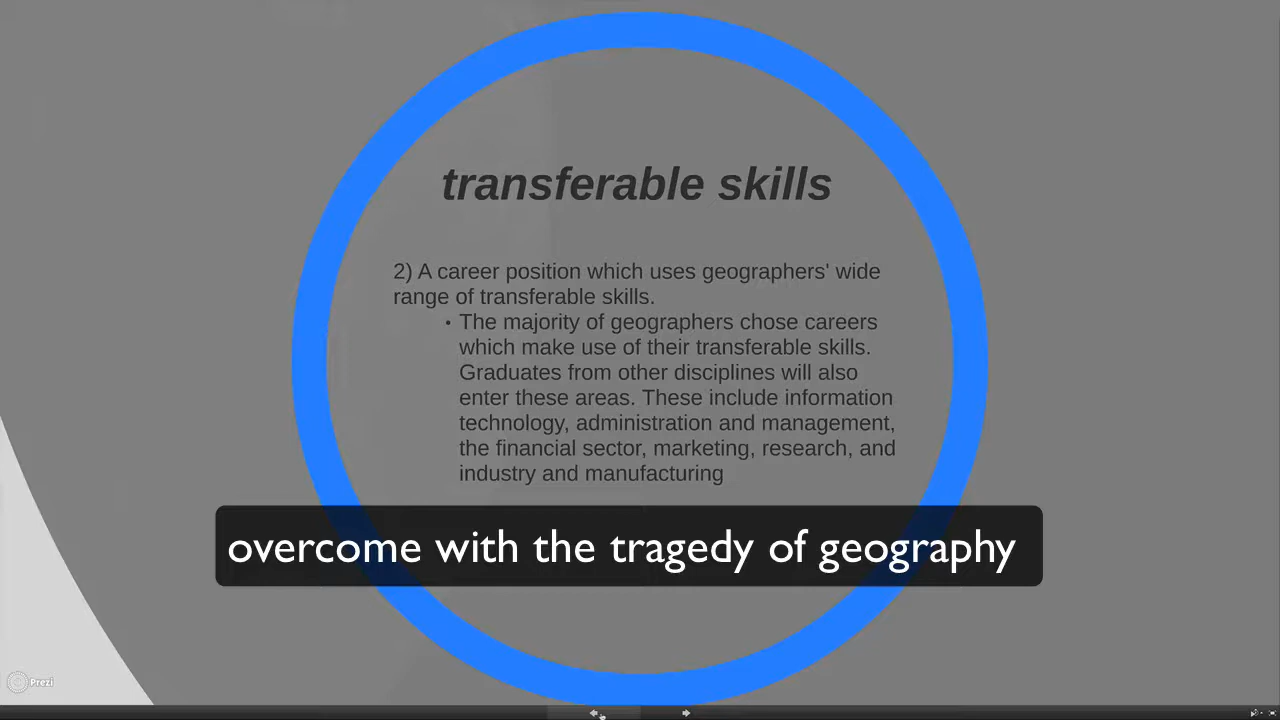 transferable skills
2) A career position which uses geographers' wide
range of transferable skills.
• The majority of geographers chose careers
which make use of their transferable skills.
Graduates from other disciplines will also
enter these areas. These include information
technology, administration and management,
the financial sector, marketing, research, and
industry and manufacturing
overcome with the tragedy of geography
Prezi